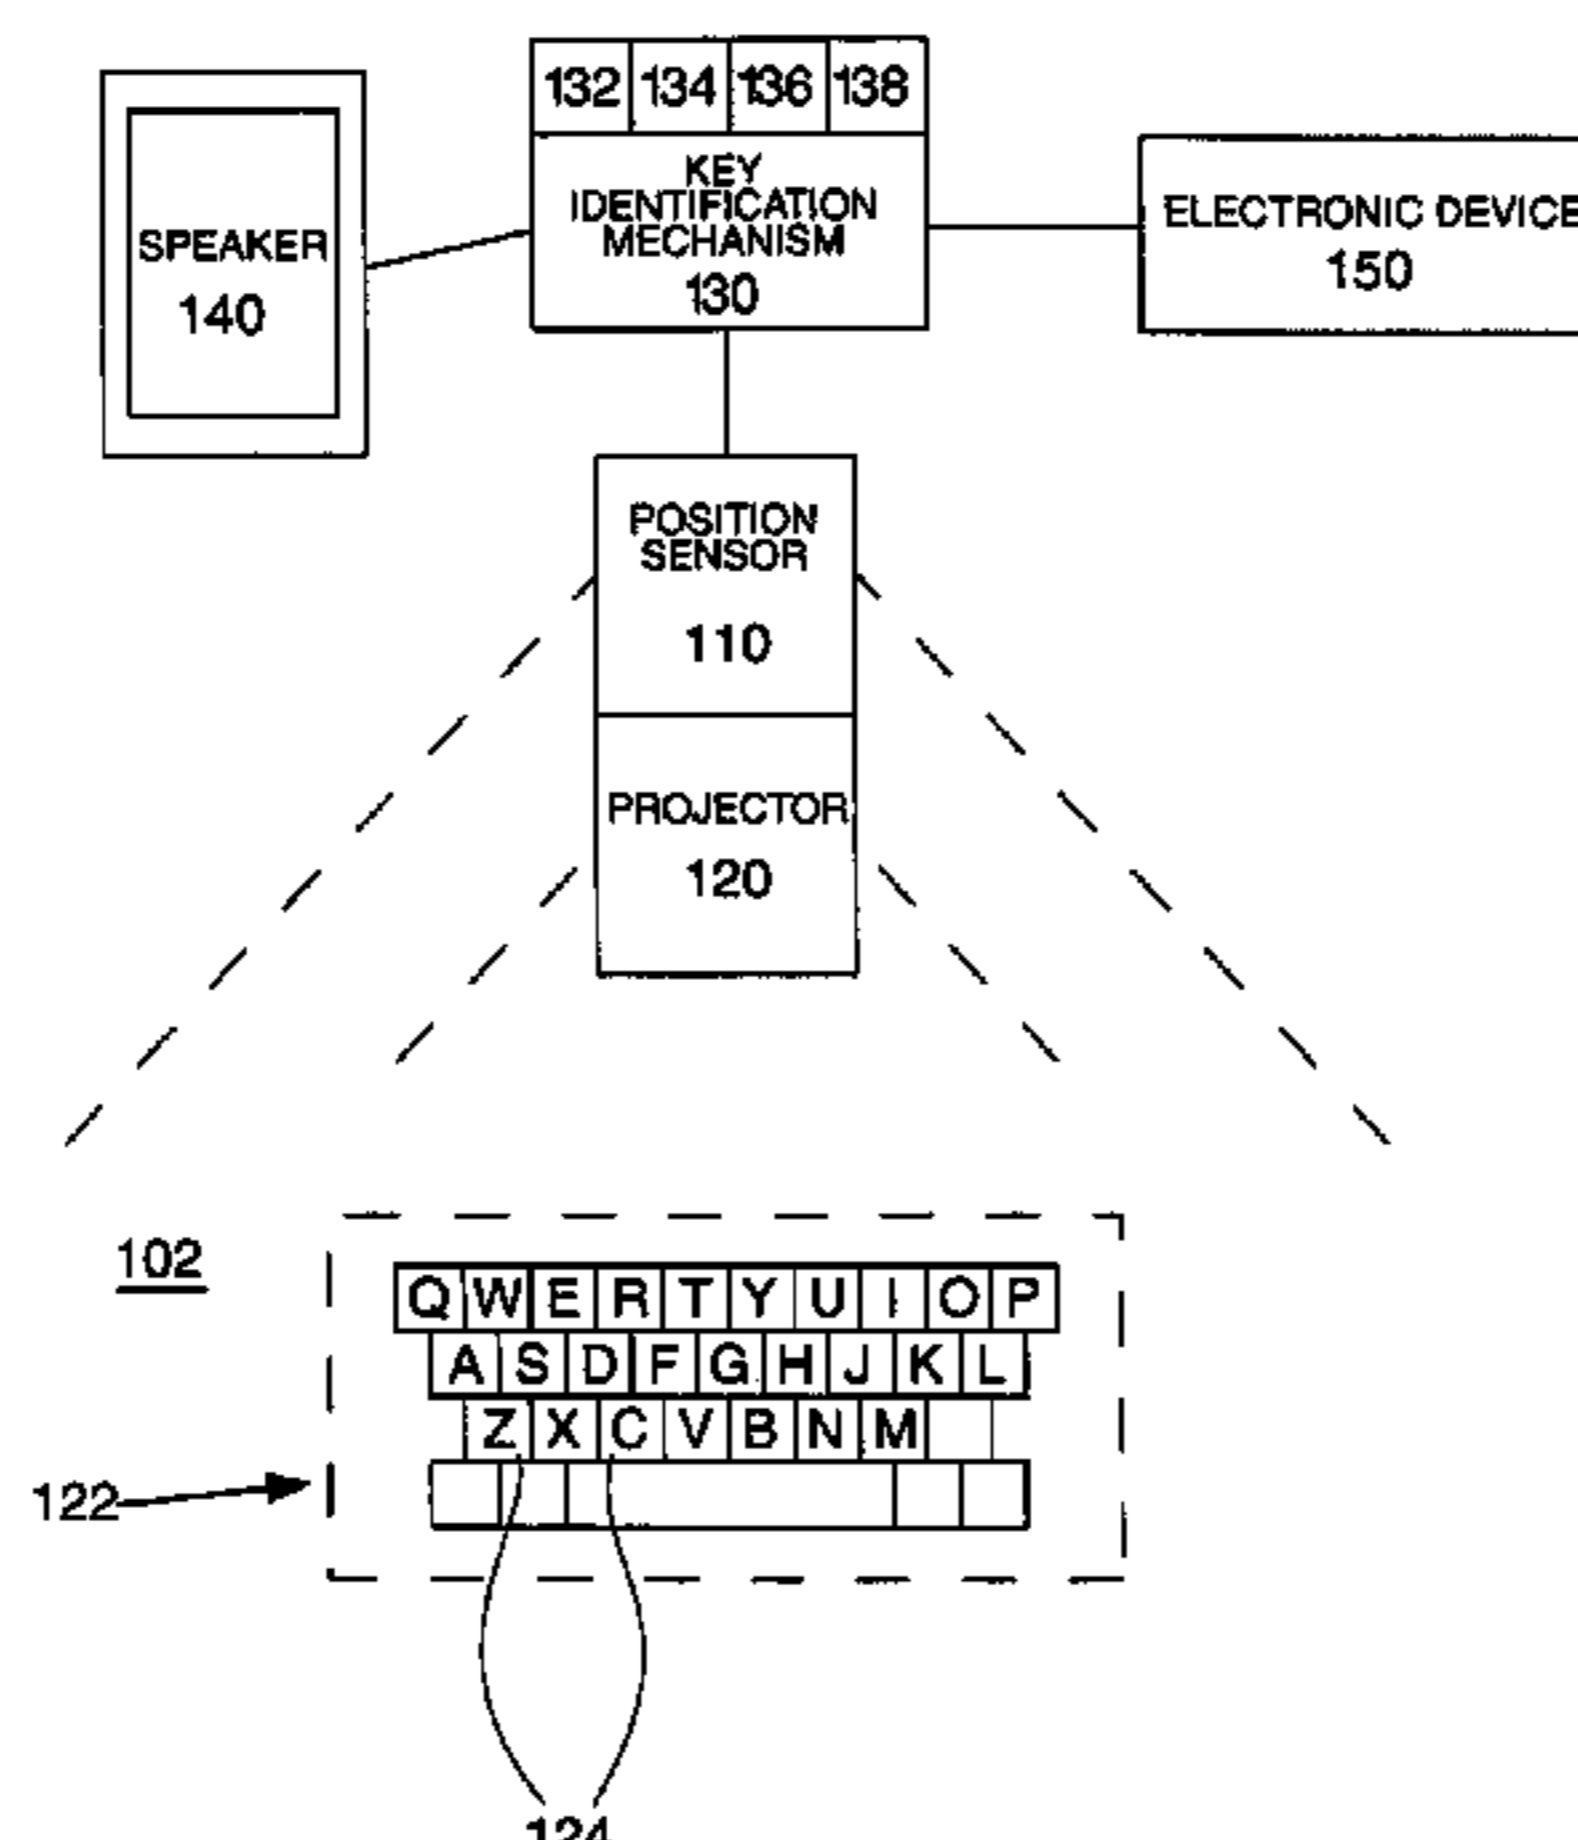 132 134 136 138
KEY
IDENTIFICATION
MECHANISM
130
SPEAKER
140
ELECTRONIC DEVICE
150
POSITION
SENSOR
110
PROJECTOR
120
102
Q W E R T Y U I O P
A S D F G H J K L
Z X C V B N M
122
124